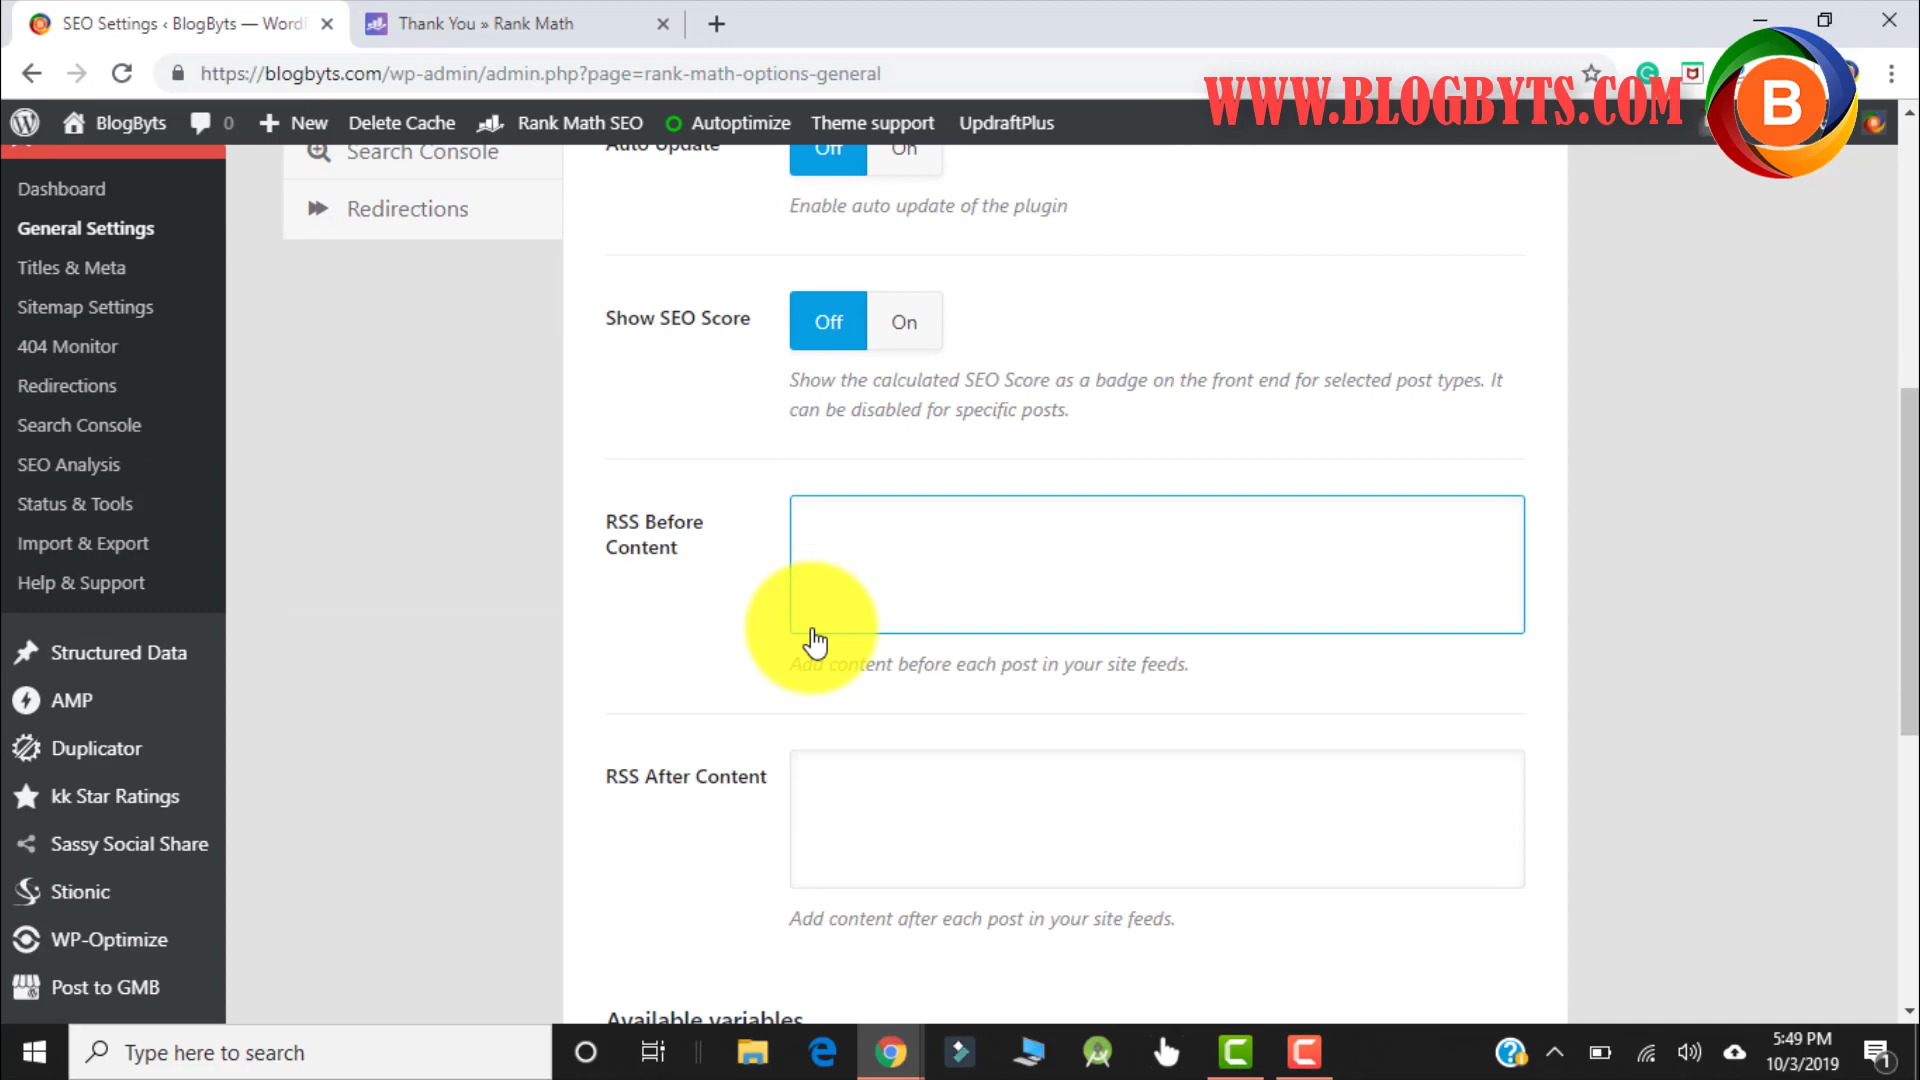 SEO Settings ‹ BlogByts — Word
Thank You » Rank Math
https://blogbyts.com/wp-admin/admin.php?page=rank-math-options-general
WWW.BLOGBYTS.COM
B
BlogByts
0
New
Delete Cache
Rank Math SEO
Autoptimize
Theme support
UpdraftPlus
Dashboard
General Settings
Titles & Meta
Sitemap Settings
404 Monitor
Redirections
Search Console
SEO Analysis
Status & Tools
Import & Export
Help & Support
Structured Data
AMP
Duplicator
kk Star Ratings
Sassy Social Share
Stionic
WP-Optimize
Post to GMB
Search Console
Redirections
Auto Update
Off
On
Enable auto update of the plugin
Show SEO Score
Off
On
Show the calculated SEO Score as a badge on the front end for selected post types. It
can be disabled for specific posts.
RSS Before
Content
Add content before each post in your site feeds.
RSS After Content
Add content after each post in your site feeds.
Available variables
Type here to search
5:49 PM
10/3/2019
1